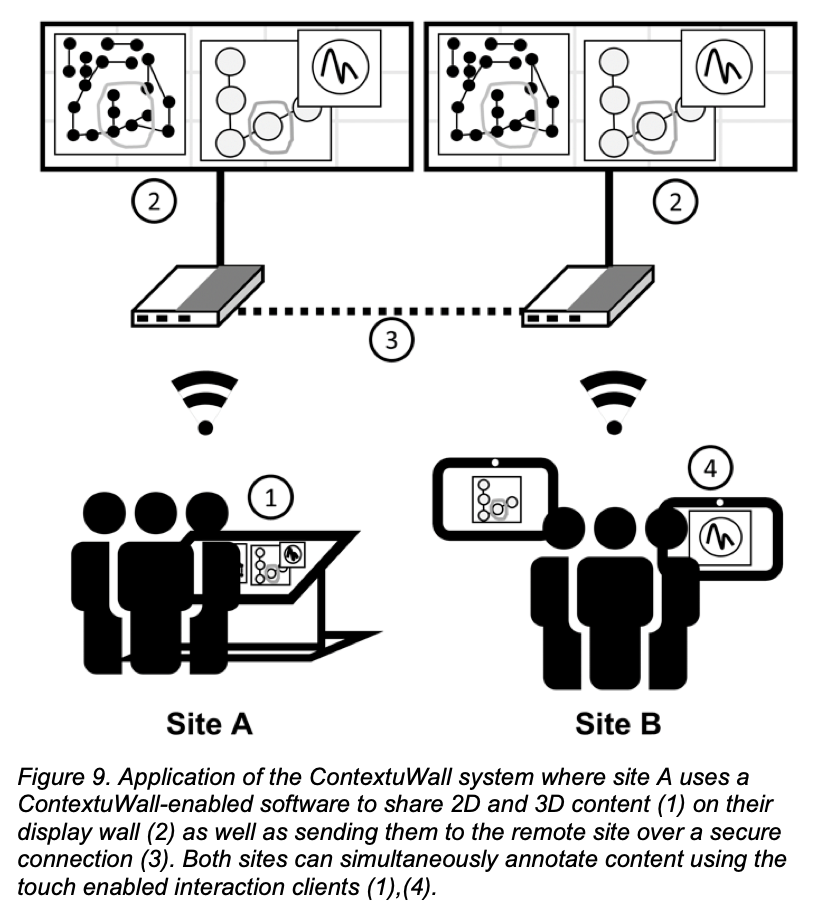 2
2
3
1
4
Site A
Site B
Figure 9. Application of the ContextuWall system where site A uses a
ContextuWall-enabled software to share 2D and 3D content (1) on their
display wall (2) as well as sending them to the remote site over a secure
connection (3). Both sites can simultaneously annotate content using the
touch enabled interaction clients (1),(4).